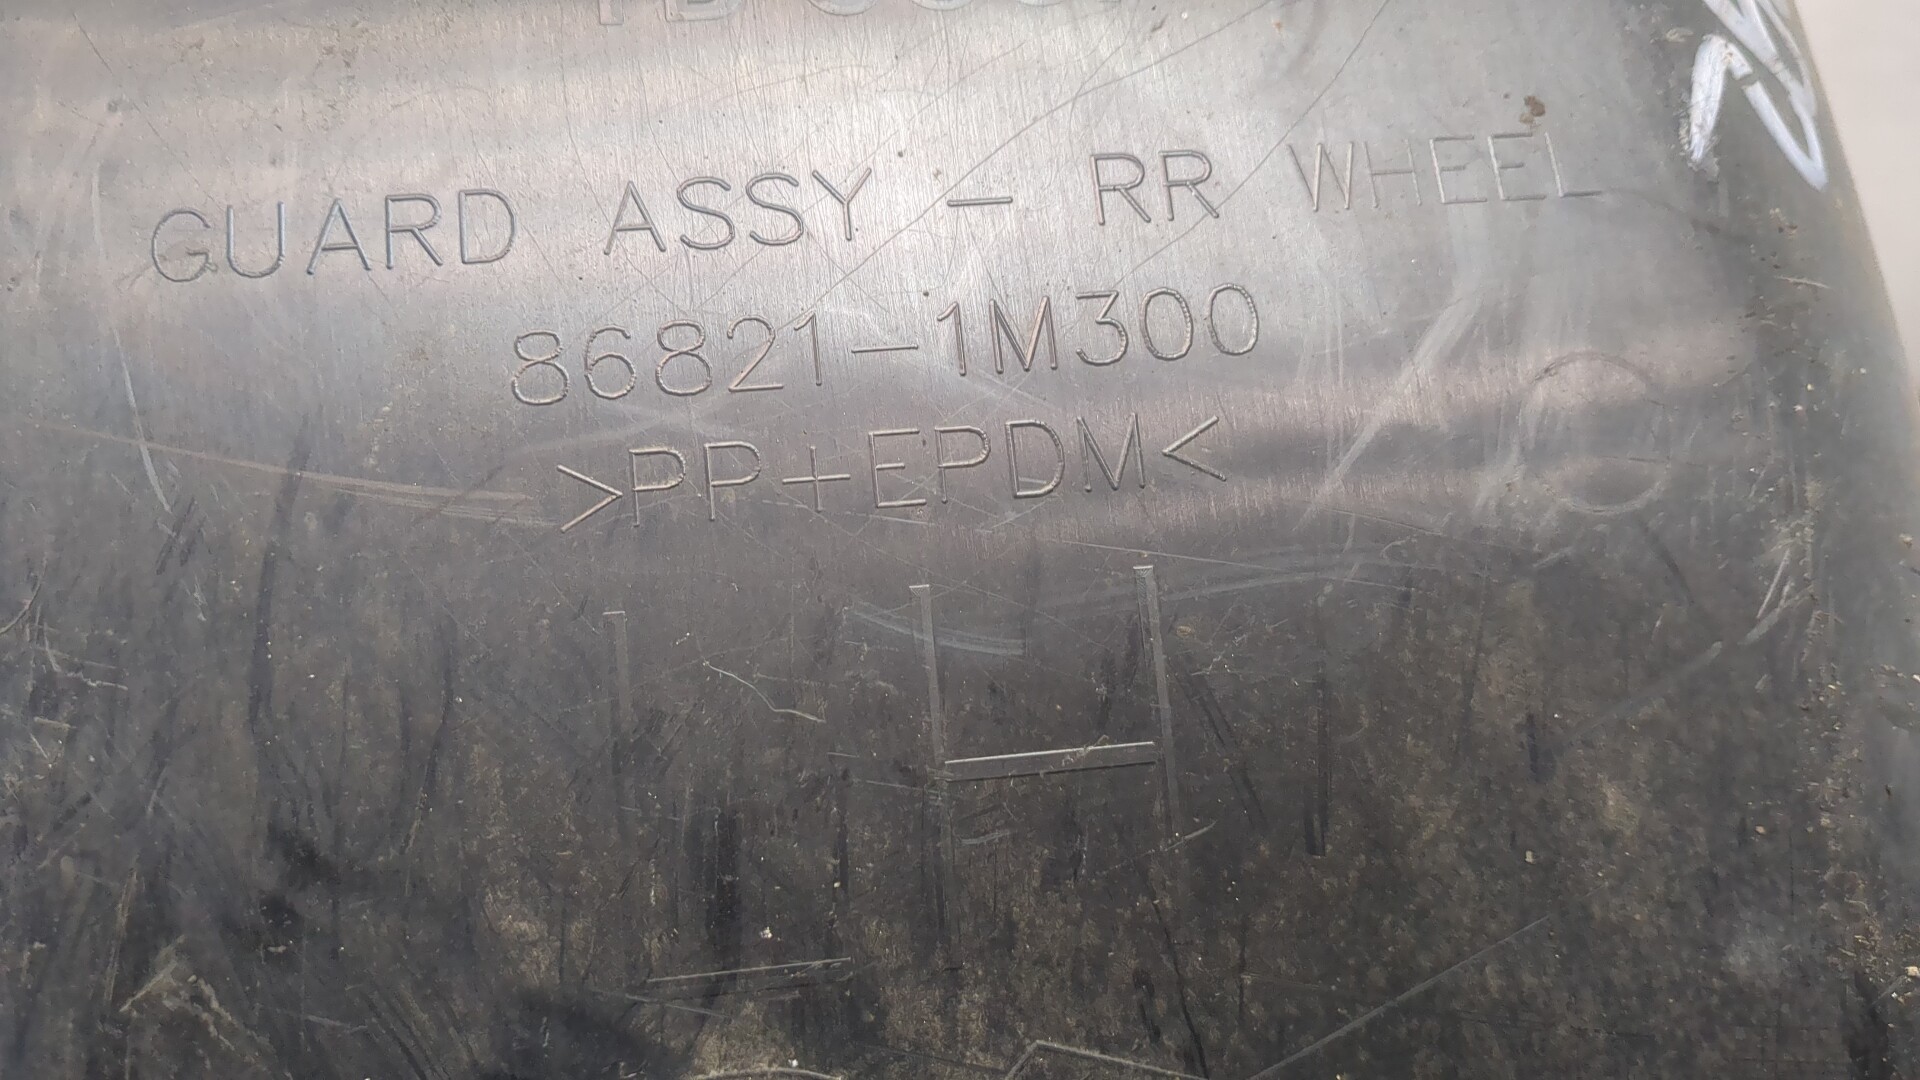 GUARD ASSY - RR WHEEL
86821-1M300
>PP+EPDM<